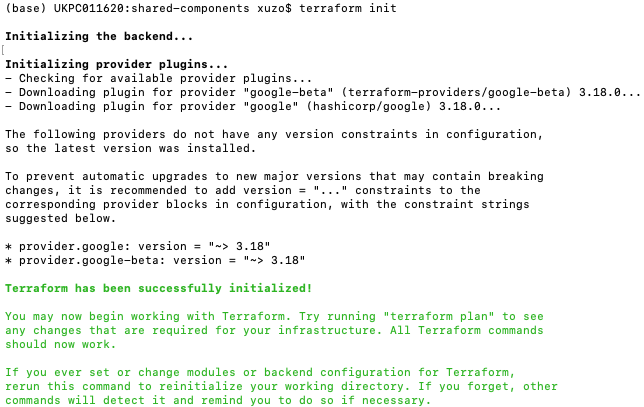 (base) UKPC011620:shared-components xuzo$ terraform init
Initializing the backend...
[
Initializing provider plugins...
- Checking for available provider plugins...
- Downloading plugin for provider "google-beta" (terraform-providers/google-beta) 3.18.0...
- Downloading plugin for provider "google" (hashicorp/google) 3.18.0...
The following providers do not have any version constraints in configuration,
so the latest version was installed.
To prevent automatic upgrades to new major versions that may contain breaking
changes, it is recommended to add version = "..." constraints to the
corresponding provider blocks in configuration, with the constraint strings
suggested below.
* provider.google: version = "~> 3.18"
* provider.google-beta: version = "~> 3.18"
Terraform has been successfully initialized!
You may now begin working with Terraform. Try running "terraform plan" to see
any changes that are required for your infrastructure. All Terraform commands
should now work.
If you ever set or change modules or backend configuration for Terraform,
rerun this command to reinitialize your working directory. If you forget, other
commands will detect it and remind you to do so if necessary.